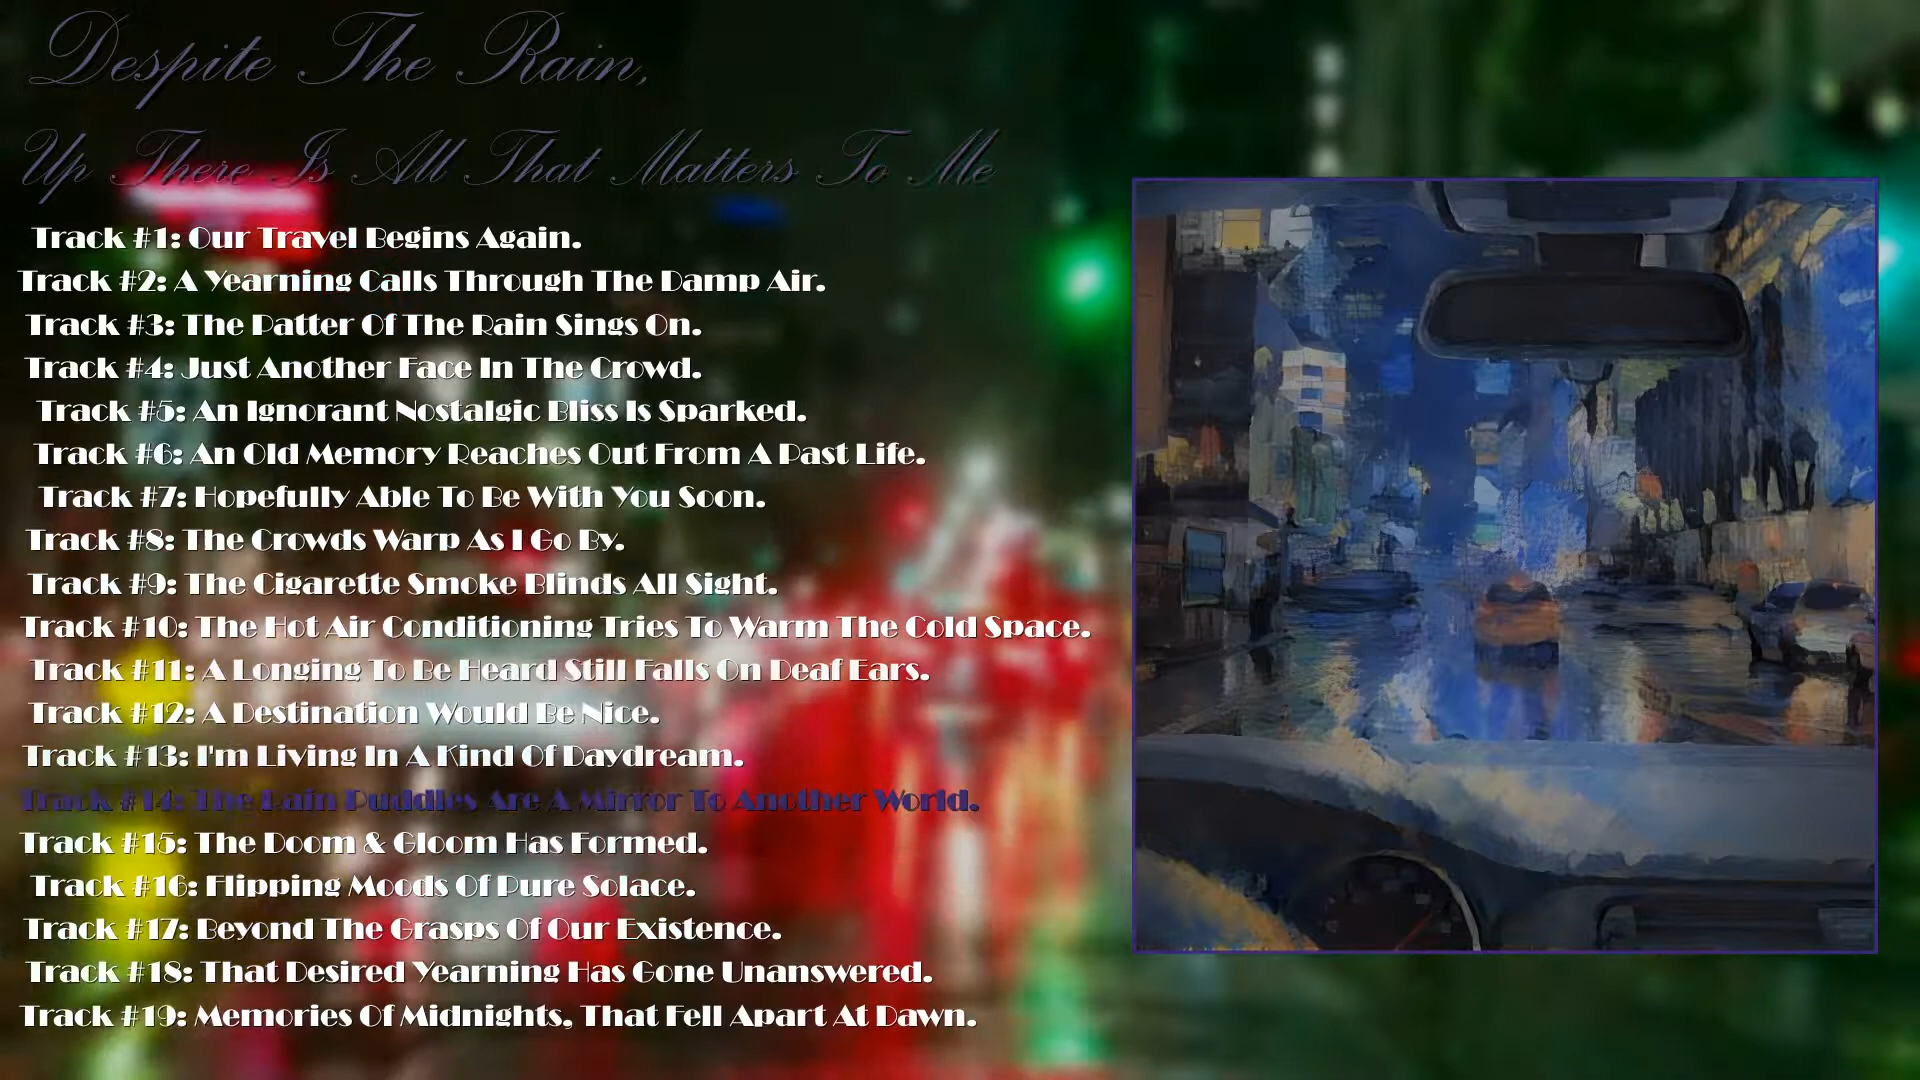 Despite The Rain,
Up There Is All That Matters To Me
Track #1: Our Travel Begins Again.
Track #2: A Yearning Calls Through The Damp Air.
Track #3: The Patter Of The Rain Sings On.
Track #4: Just Another Face In The Crowd.
Track #5: An Ignorant Nostalgic Bliss Is Sparked.
Track #6: An Old Memory Reaches Out From A Past Life.
Track #7: Hopefully Able To Be With You Soon.
Track #8: The Crowds Warp As I Go By.
Track #9: The Cigarette Smoke Blinds All Sight.
Track #10: The Hot Air Conditioning Tries To Warm The Cold Space.
Track #11: A Longing To Be Heard Still Falls On Deaf Ears.
Track #12: A Destination Would Be Nice.
Track #13: I'm Living In A Kind Of Daydream.
Track #14: The Rain Puddles Are A Mirror To Another World.
Track #15: The Doom & Gloom Has Formed.
Track #16: Flipping Moods Of Pure Solace.
Track #17: Beyond The Grasps Of Our Existence.
Track #18: That Desired Yearning Has Gone Unanswered.
Track #19: Memories Of Midnights, That Fell Apart At Dawn.